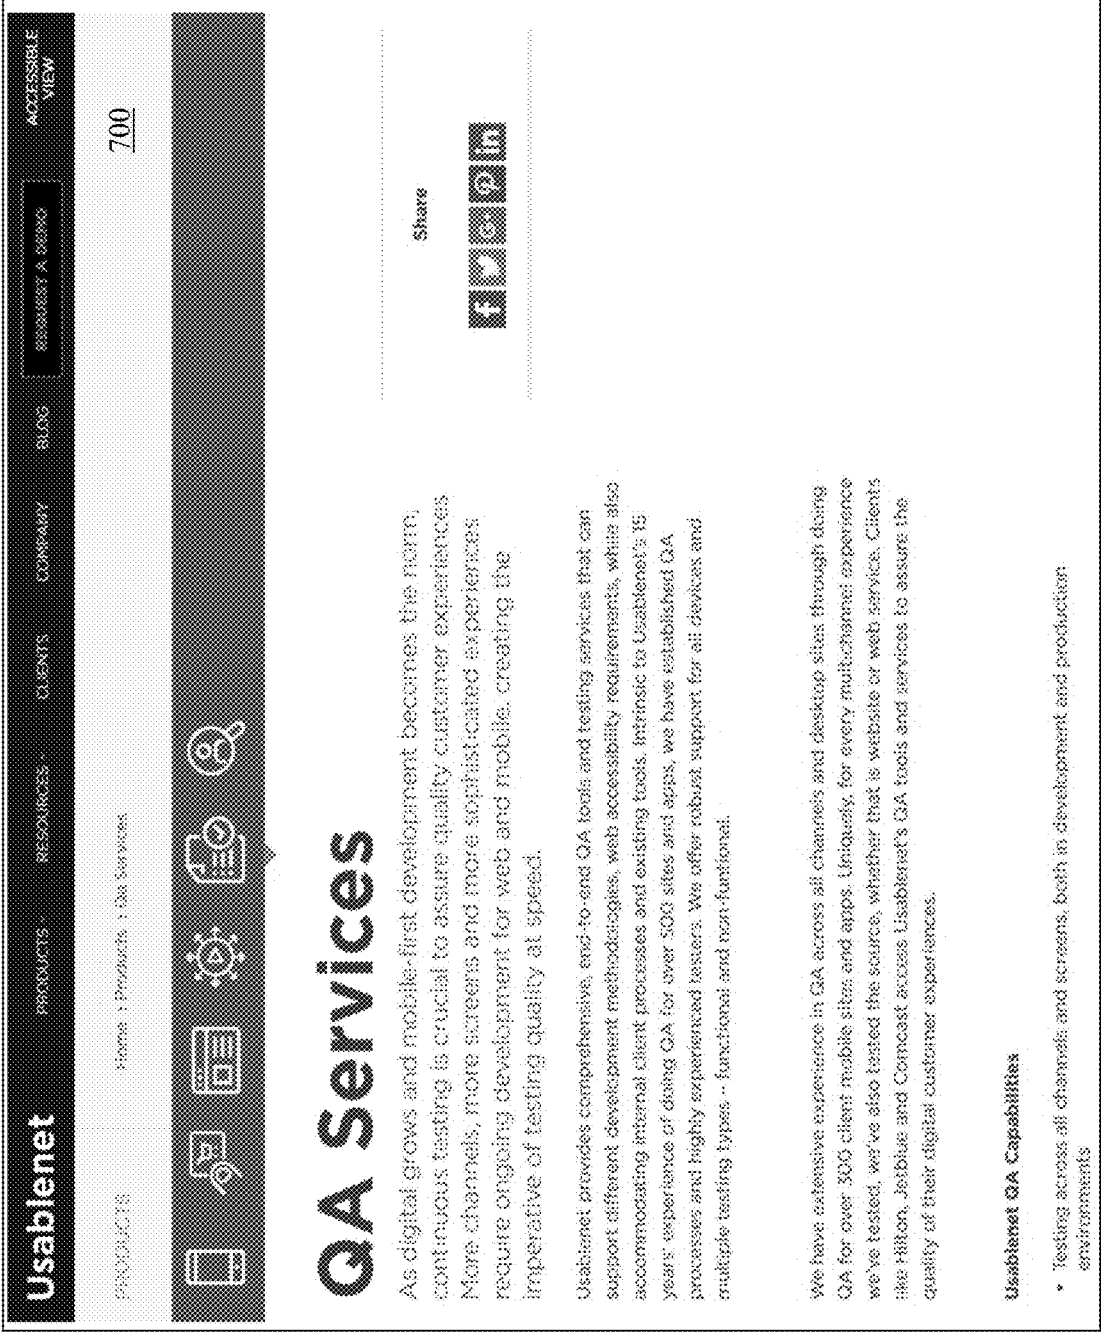 Usablenet
PRODUCTS
RESOURCES
CLIENTS
COMPANY
BLOG
REQUEST A DEMO
ACCESSIBLE
VIEW
PRODUCTS
Home › Products › Qa Services
700
QA Services
As digital grows and mobile-first development becomes the norm,
continuous testing is crucial to assure quality customer experiences
More channels, more screens and more sophisticated experiences
require ongoing development for web and mobile, creating the
imperative of testing quality at speed.
Share
Usablenet provides comprehensive, end-to-end QA tools and testing services that can
support different development methodologies, web accessibility requirements, while also
accommodating internal client processes and existing tools. Intrinsic to Usablenet's 15
years' experience of doing QA for over 300 sites and apps, we have established QA
processes and highly experienced testers. We offer robust support for all devices and
multiple testing types -- functional and non-funtional.
We have extensive experience in QA across all channels and desktop sites through doing
QA for over 300 client mobile sites and apps. Uniquely, for every multichannel experience
we've tested, we've also tested the source, whether that is website or web service. Clients
like Hilton, Jetblue and Comcast access Usablenet's QA tools and services to assure the
quality of their digital customer experiences.
Usablenet QA Capabilities
• Testing across all channels and screens, both in development and production
environments